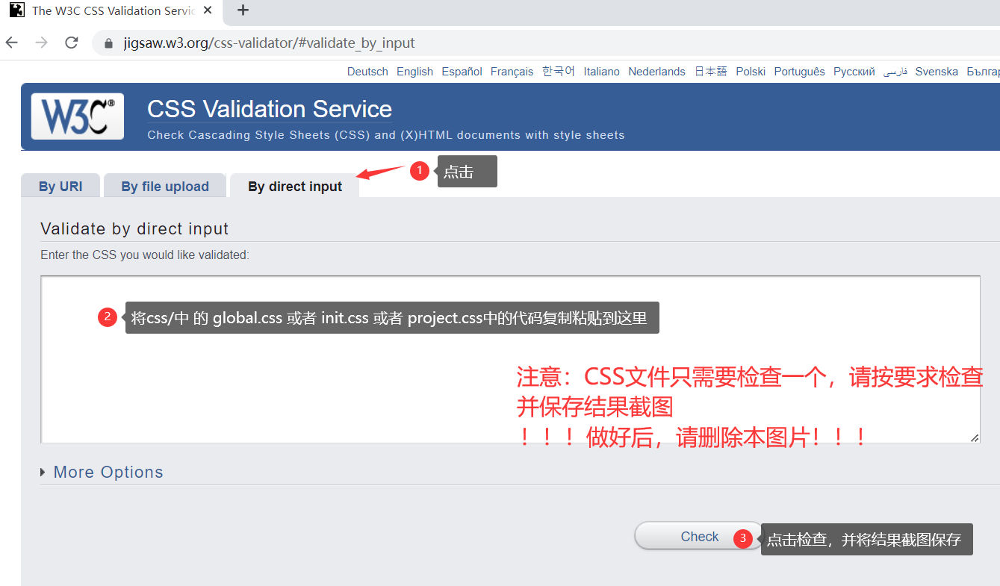 The W3C CSS Validation Servic
jigsaw.w3.org/css-validator/#validate_by_input
Deutsch English Español Français 한국어 Italiano Nederlands 日本語 Polski Português Русский فارسی Svenska Българ
W3C®
CSS Validation Service
Check Cascading Style Sheets (CSS) and (X)HTML documents with style sheets
1 点击
By URI By file upload By direct input
Validate by direct input
Enter the CSS you would like validated:
2 将css/中 的 global.css 或者 init.css 或者 project.css中的代码复制粘贴到这里
注意：CSS文件只需要检查一个，请按要求检查
并保存结果截图
！！！做好后，请删除本图片！！！
More Options
Check 3 点击检查，并将结果截图保存